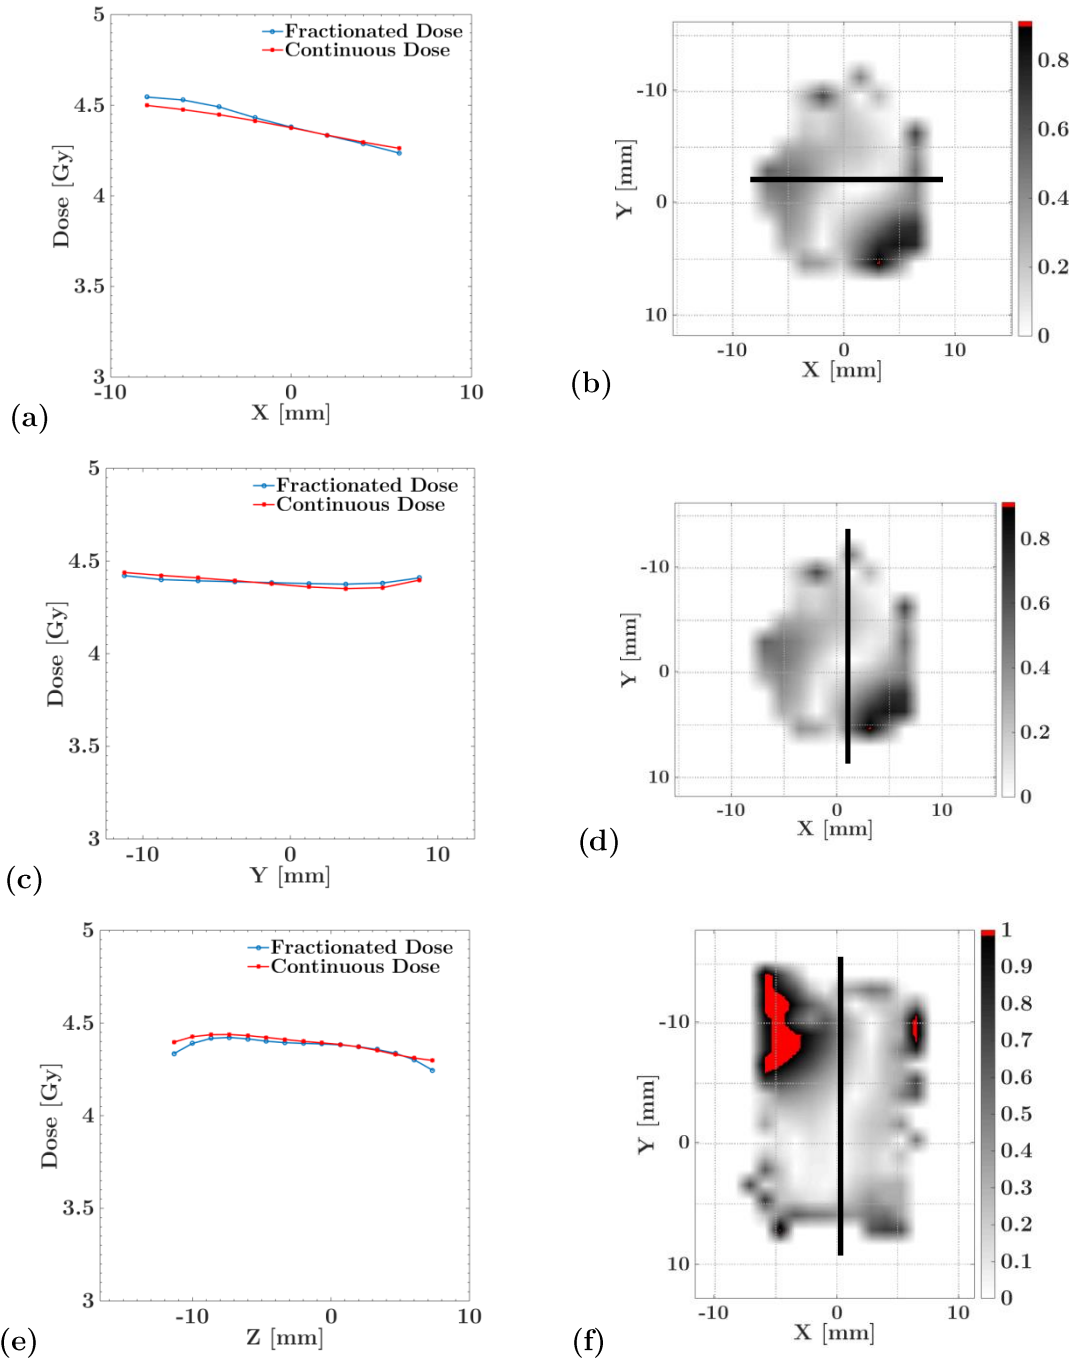 5
4.5
4
3.5
3
Dose [Gy]
Fractionated Dose
Continuous Dose
-10
0
10
X [mm]
(a)
-10
0
10
Y [mm]
-10
0
10
X [mm]
0.8
0.6
0.4
0.2
0
(b)
5
4.5
4
3.5
3
Dose [Gy]
Fractionated Dose
Continuous Dose
-10
0
10
Y [mm]
(c)
-10
0
10
Y [mm]
-10
0
10
X [mm]
0.8
0.6
0.4
0.2
0
(d)
5
4.5
4
3.5
3
Dose [Gy]
Fractionated Dose
Continuous Dose
-10
0
10
Z [mm]
(e)
-10
0
10
Y [mm]
-10
0
10
X [mm]
1
0.9
0.8
0.7
0.6
0.5
0.4
0.3
0.2
0.1
0
(f)